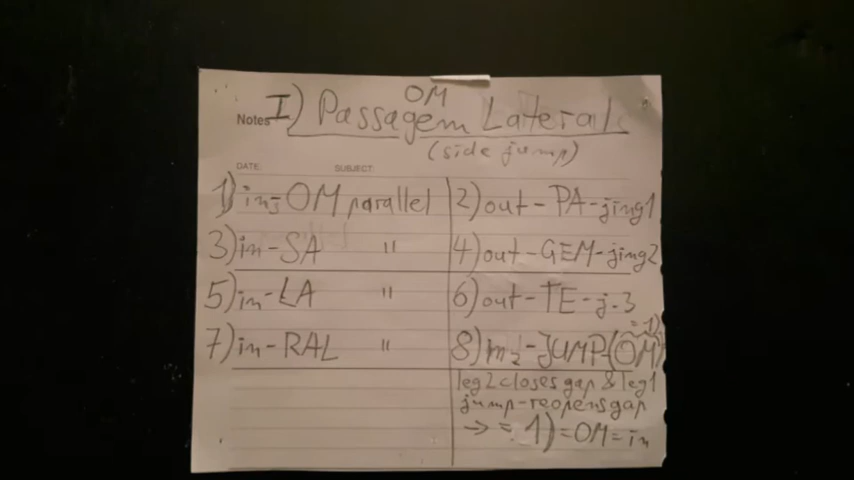 OM
Notes I) Passagem Lateral
(side jump)
DATE: SUBJECT:
1) in-OM parallel 2) out-PA-jing1
3) in-SA " 4) out-GEM-jing2
5) in-LA " 6) out-TE-j.3
= 1)
7) in-RAL " 8) in2-JUMP(OM)
leg2 closes gap & leg1
jump-reopens gap
→ = 1) = OM = in